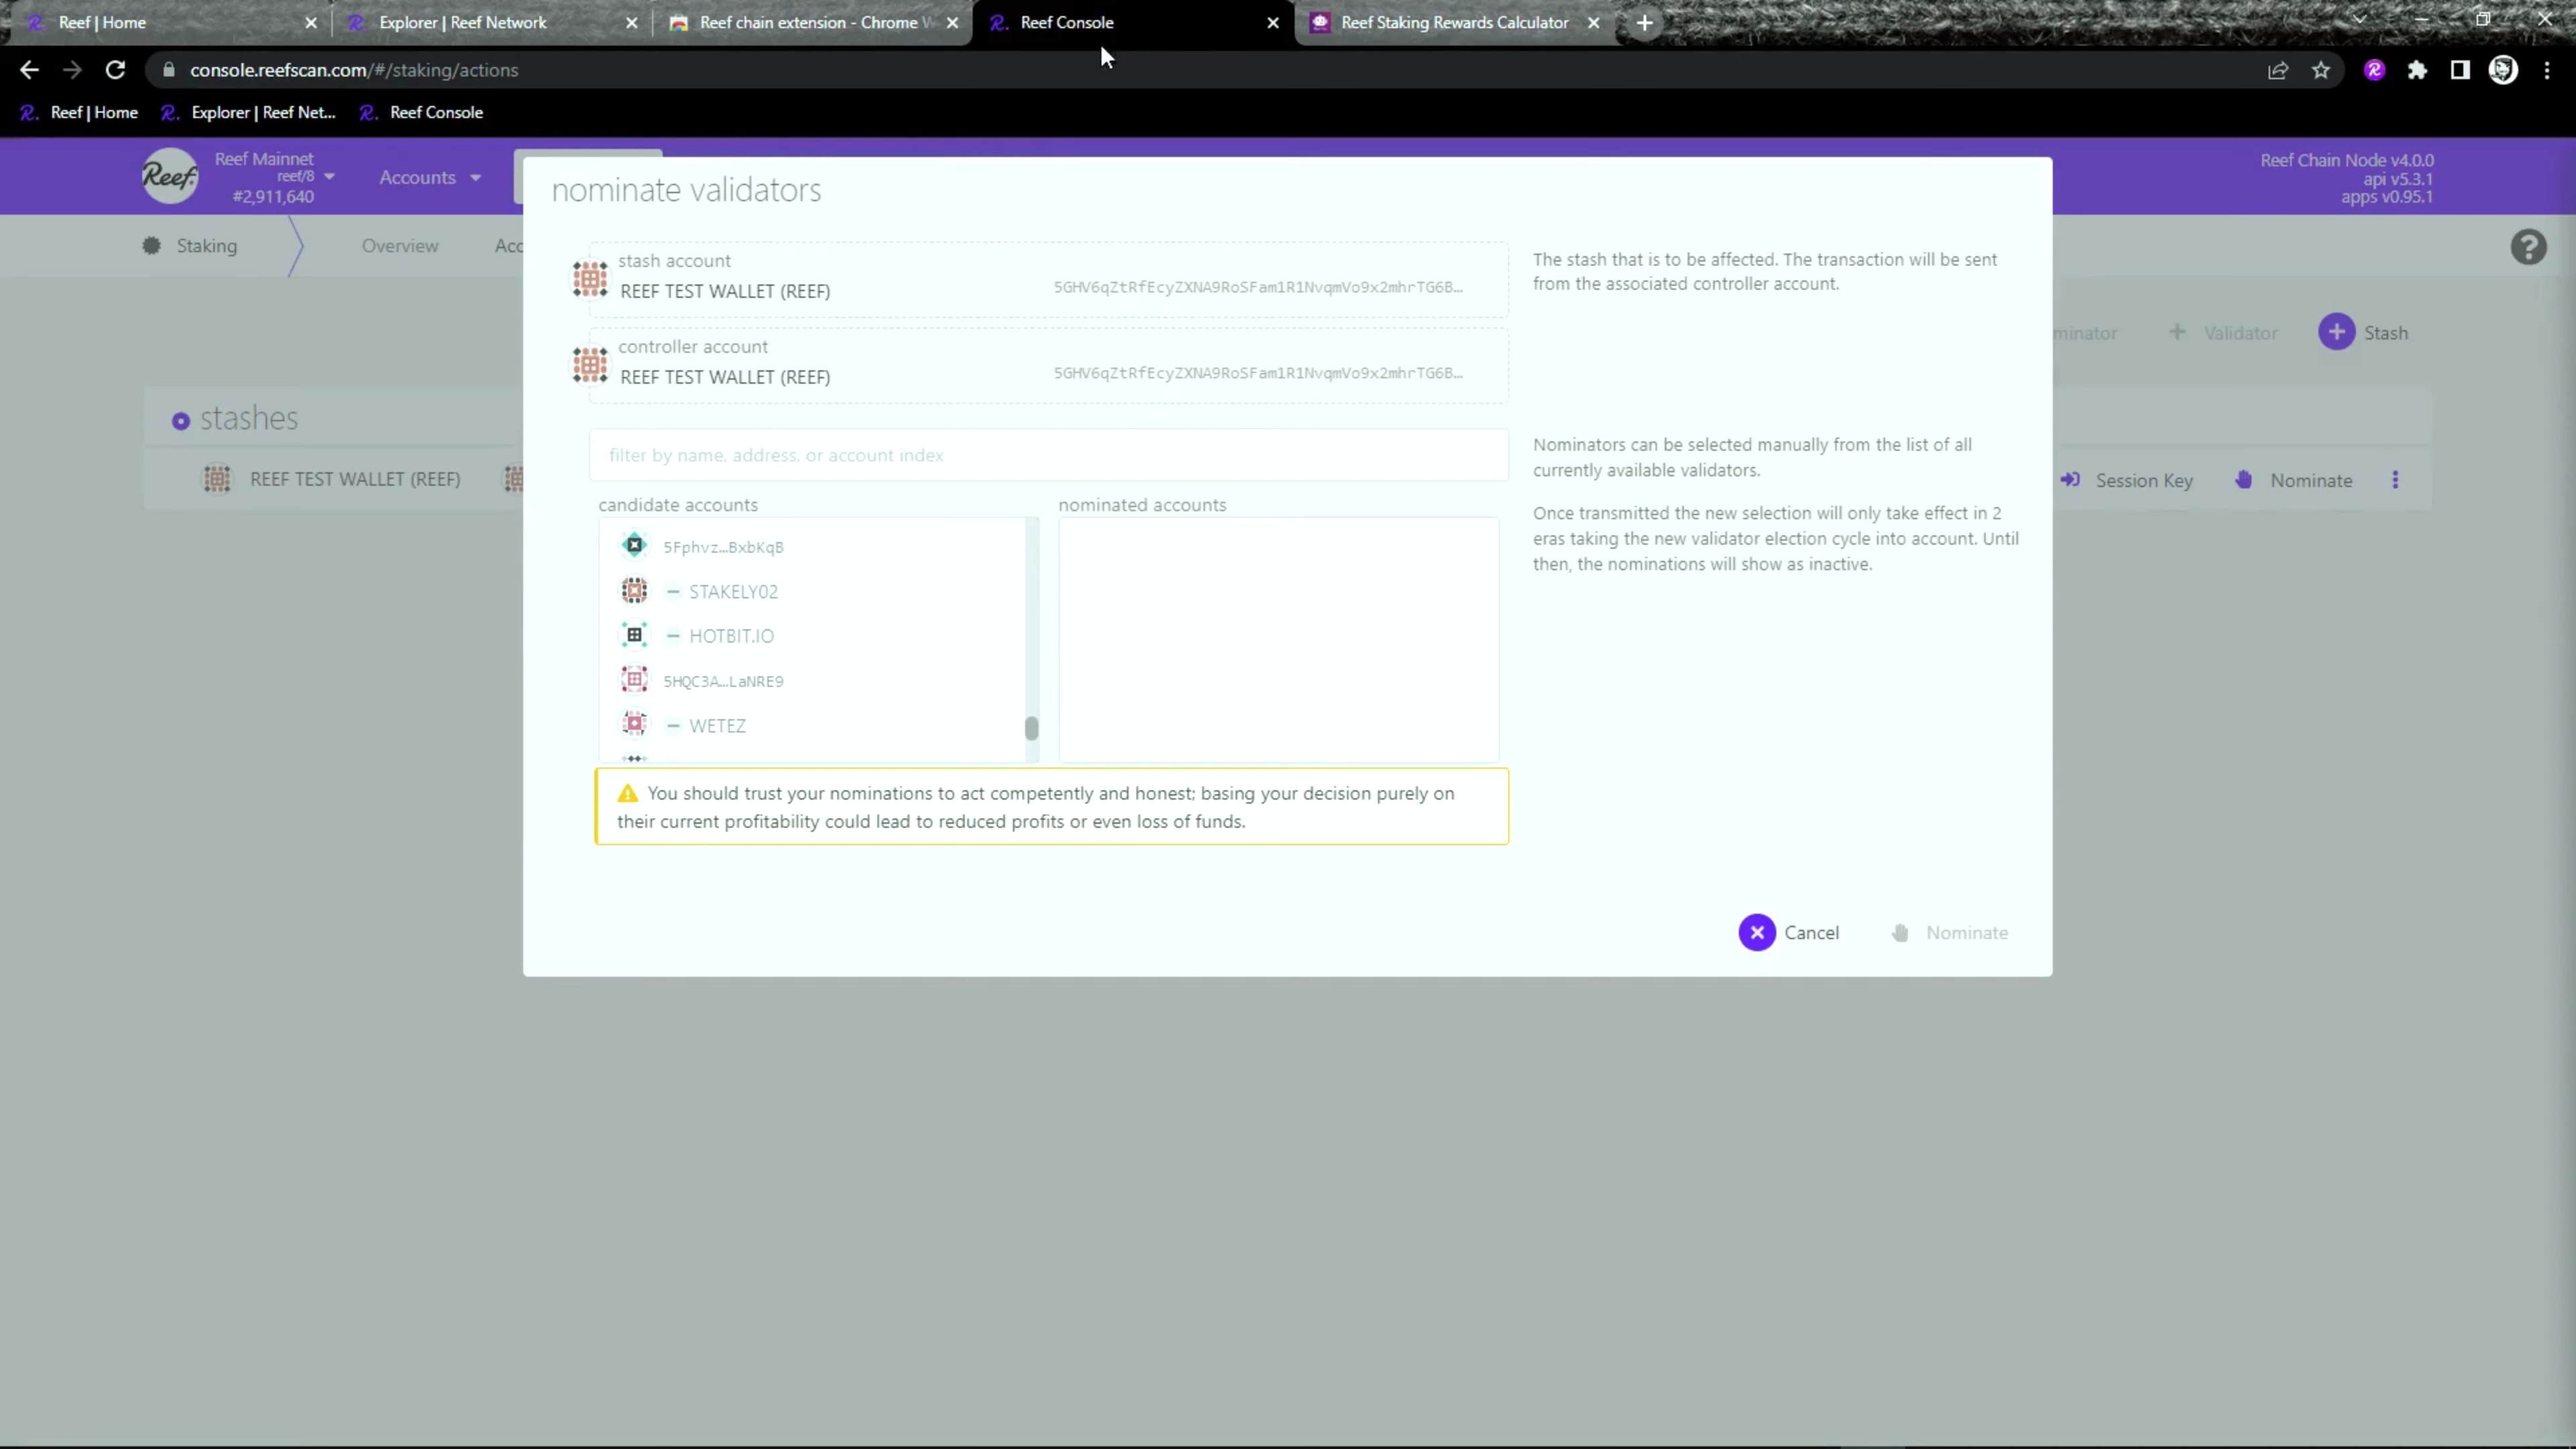 Reef | Home
Explorer | Reef Network
Reef chain extension - Chrome
Reef Console
Reef Staking Rewards Calculator
console.reefscan.com/#/staking/actions
Reef | Home
Explorer | Reef Net...
Reef Console
Reef
Reef Mainnet
reef/8
#2,911,640
Accounts
Reef Chain Node v4.0.0
api v5.3.1
apps v0.95.1
Staking
Overview
Acc
minator
Validator
Stash
stashes
REEF TEST WALLET (REEF)
Session Key
Nominate
nominate validators
stash account
REEF TEST WALLET (REEF)
5GHV6qZtRfEcyZXNA9RoSFam1R1NvqmVo9x2mhrTG6B...
The stash that is to be affected. The transaction will be sent
from the associated controller account.
controller account
REEF TEST WALLET (REEF)
5GHV6qZtRfEcyZXNA9RoSFam1R1NvqmVo9x2mhrTG6B...
filter by name, address, or account index
Nominators can be selected manually from the list of all
currently available validators.
Once transmitted the new selection will only take effect in 2
eras taking the new validator election cycle into account. Until
then, the nominations will show as inactive.
candidate accounts
5Fphvz...BxbKqB
STAKELY02
HOTBIT.IO
5HQC3A...LaNRE9
WETEZ
nominated accounts
You should trust your nominations to act competently and honest; basing your decision purely on
their current profitability could lead to reduced profits or even loss of funds.
Cancel
Nominate